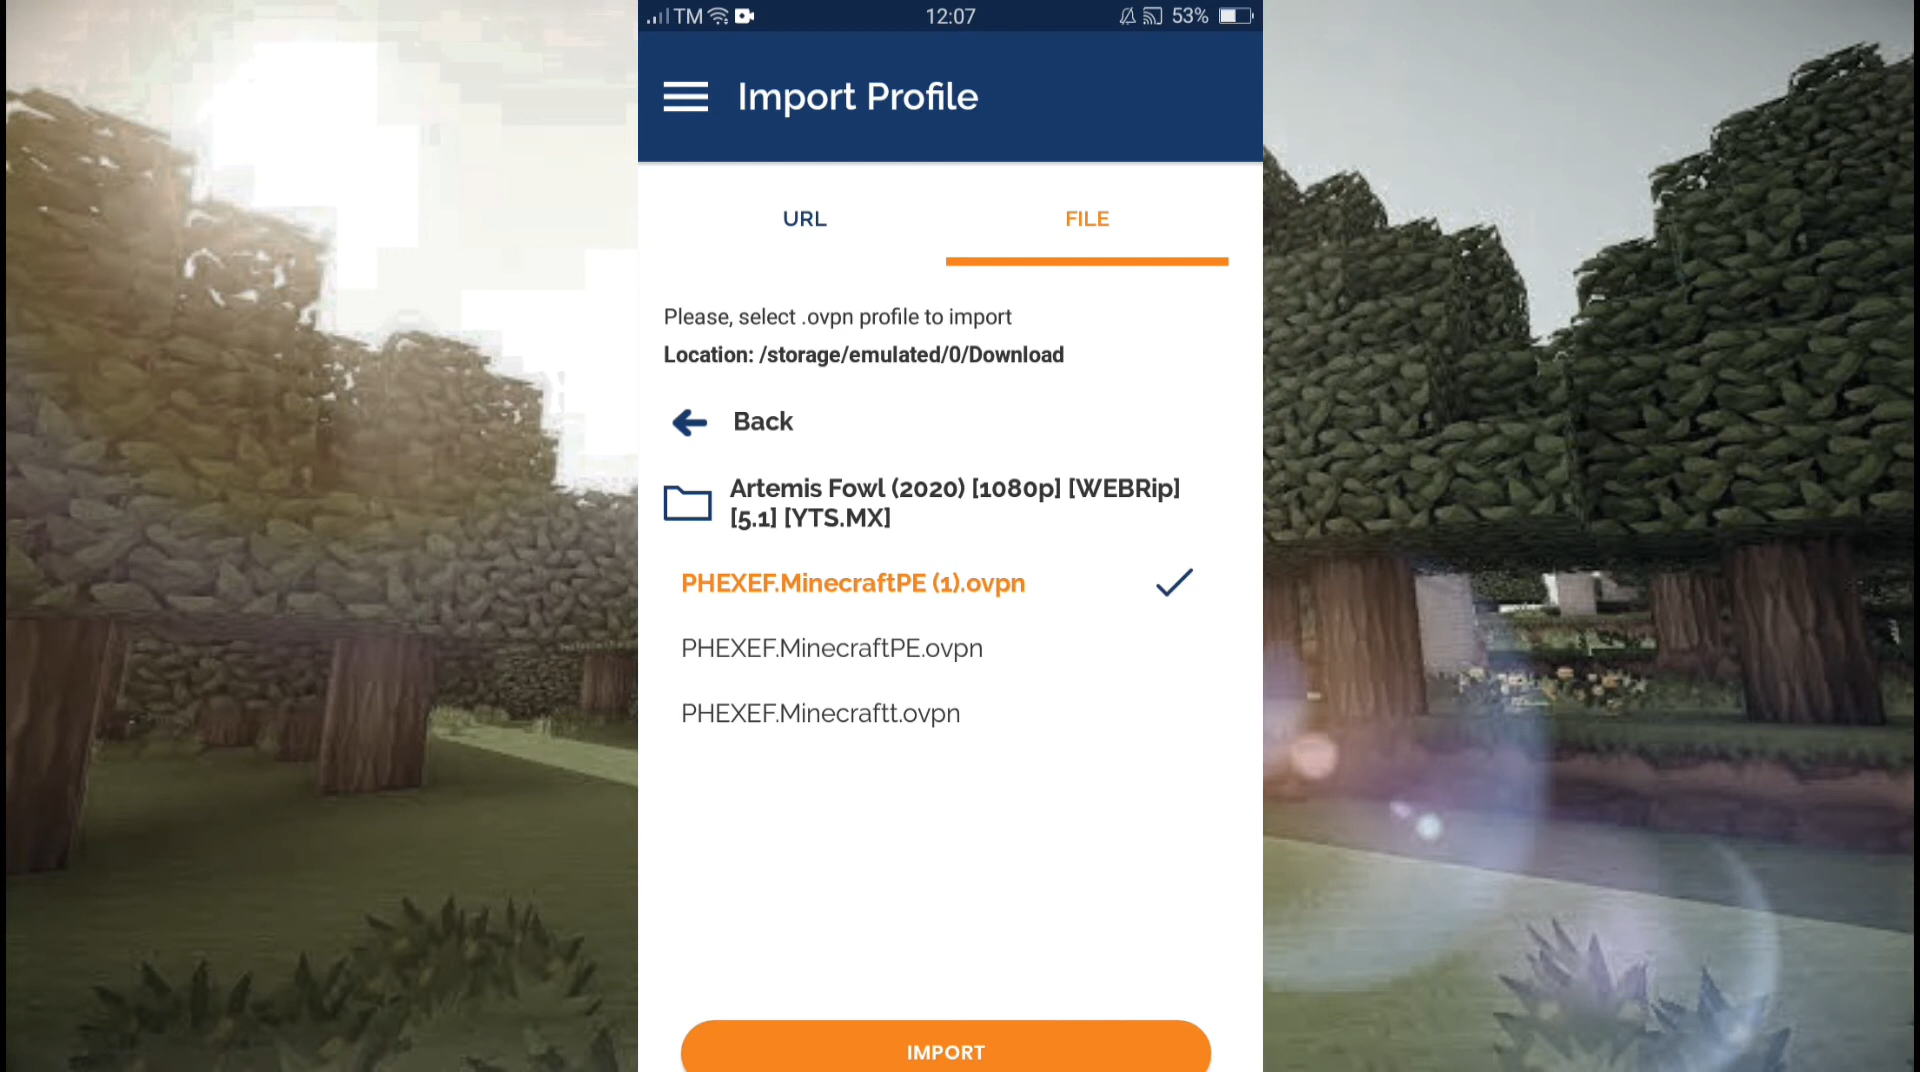 TM 12:07 53%
Import Profile
URL FILE
Please, select .ovpn profile to import
Location: /storage/emulated/0/Download
Back
Artemis Fowl (2020) [1080p] [WEBRip]
[5.1] [YTS.MX]
PHEXEF.MinecraftPE (1).ovpn
PHEXEF.MinecraftPE.ovpn
PHEXEF.Minecraftt.ovpn
IMPORT